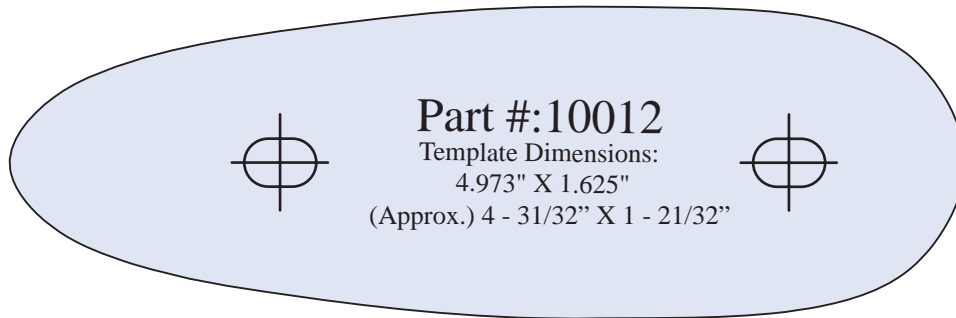 Part #:10012
Template Dimensions:
4.973" X 1.625"
(Approx.) 4 - 31/32” X 1 - 21/32”